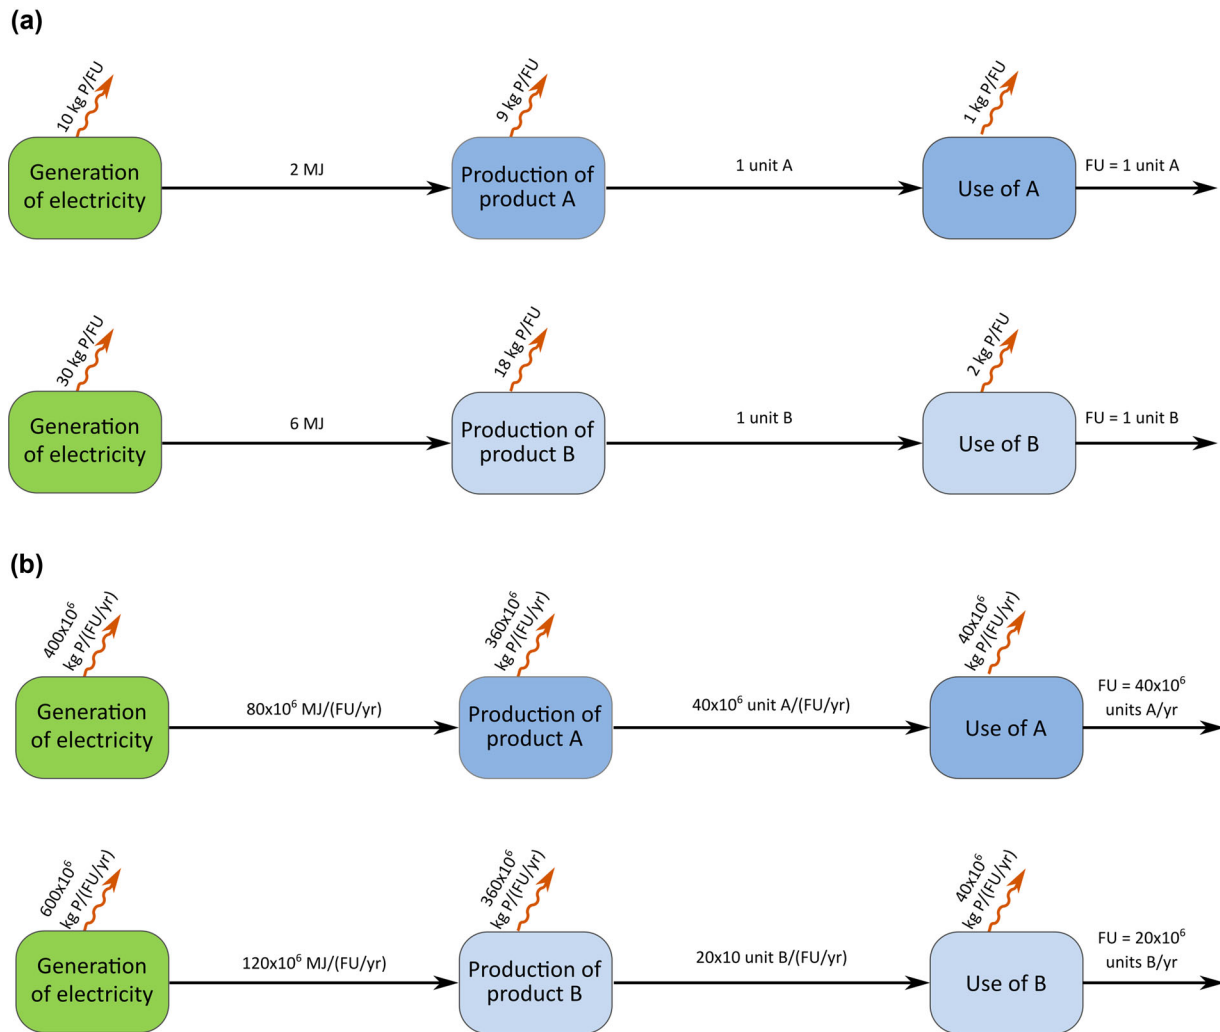 (a)
10 kg P/FU
9 kg P/FU
1 kg P/FU
Generation
of electricity
2 MJ
Production of
product A
1 unit A
Use of A
FU = 1 unit A
30 kg P/FU
18 kg P/FU
2 kg P/FU
Generation
of electricity
6 MJ
Production of
product B
1 unit B
Use of B
FU = 1 unit B
(b)
400x10⁶
kg P/(FU/yr)
360x10⁶
kg P/(FU/yr)
40x10⁶
kg P/(FU/yr)
Generation
of electricity
80x10⁶ MJ/(FU/yr)
Production of
product A
40x10⁶ unit A/(FU/yr)
Use of A
FU = 40x10⁶
units A/yr
600x10⁶
kg P/(FU/yr)
360x10⁶
kg P/(FU/yr)
40x10⁶
kg P/(FU/yr)
Generation
of electricity
120x10⁶ MJ/(FU/yr)
Production of
product B
20x10 unit B/(FU/yr)
Use of B
FU = 20x10⁶
units B/yr